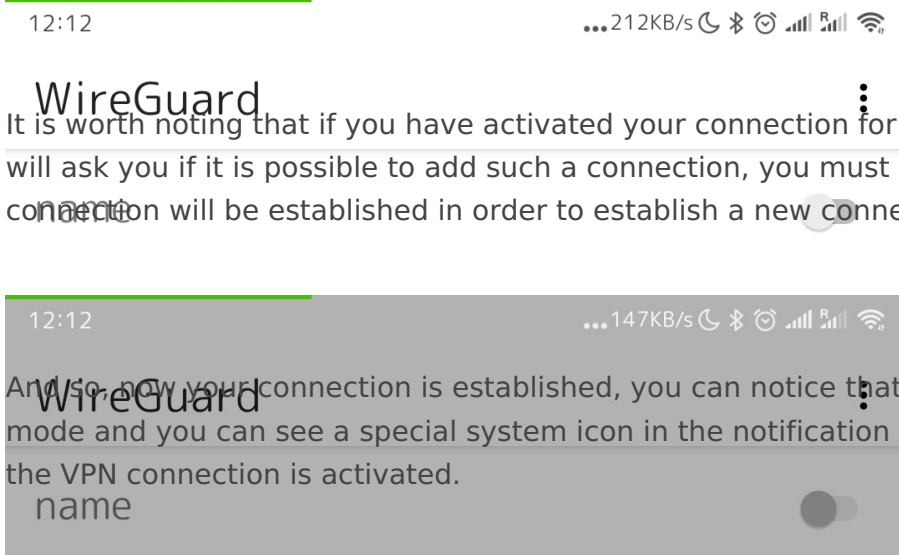 12:12 ...212KB/s R
WireGuard
It is worth noting that if you have activated your connection for
will ask you if it is possible to add such a connection, you must
name
connection will be established in order to establish a new conne
12:12 ...147KB/s R
And so, now your connection is established, you can notice that
WireGuard
mode and you can see a special system icon in the notification
the VPN connection is activated.
name